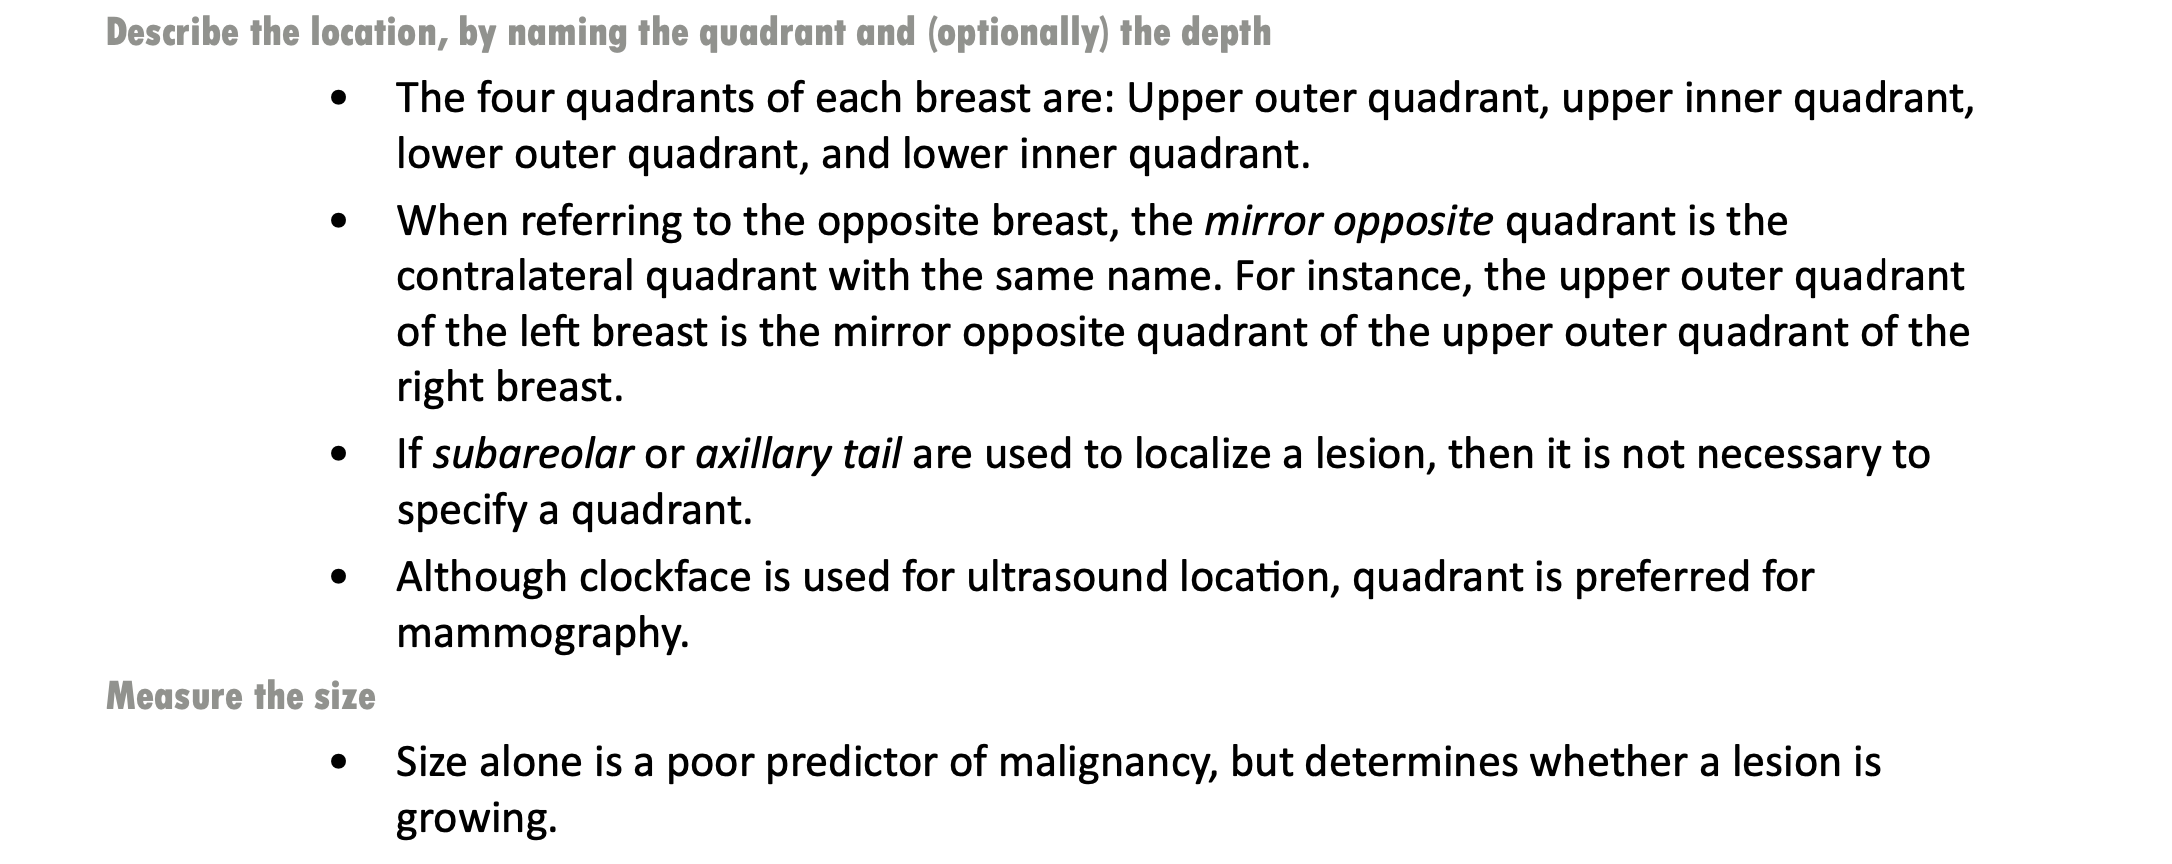 Describe the location, by naming the quadrant and (optionally) the depth
• The four quadrants of each breast are: Upper outer quadrant, upper inner quadrant,
lower outer quadrant, and lower inner quadrant.
• When referring to the opposite breast, the mirror opposite quadrant is the
contralateral quadrant with the same name. For instance, the upper outer quadrant
of the left breast is the mirror opposite quadrant of the upper outer quadrant of the
right breast.
• If subareolar or axillary tail are used to localize a lesion, then it is not necessary to
specify a quadrant.
• Although clockface is used for ultrasound location, quadrant is preferred for
mammography.
Measure the size
• Size alone is a poor predictor of malignancy, but determines whether a lesion is
growing.